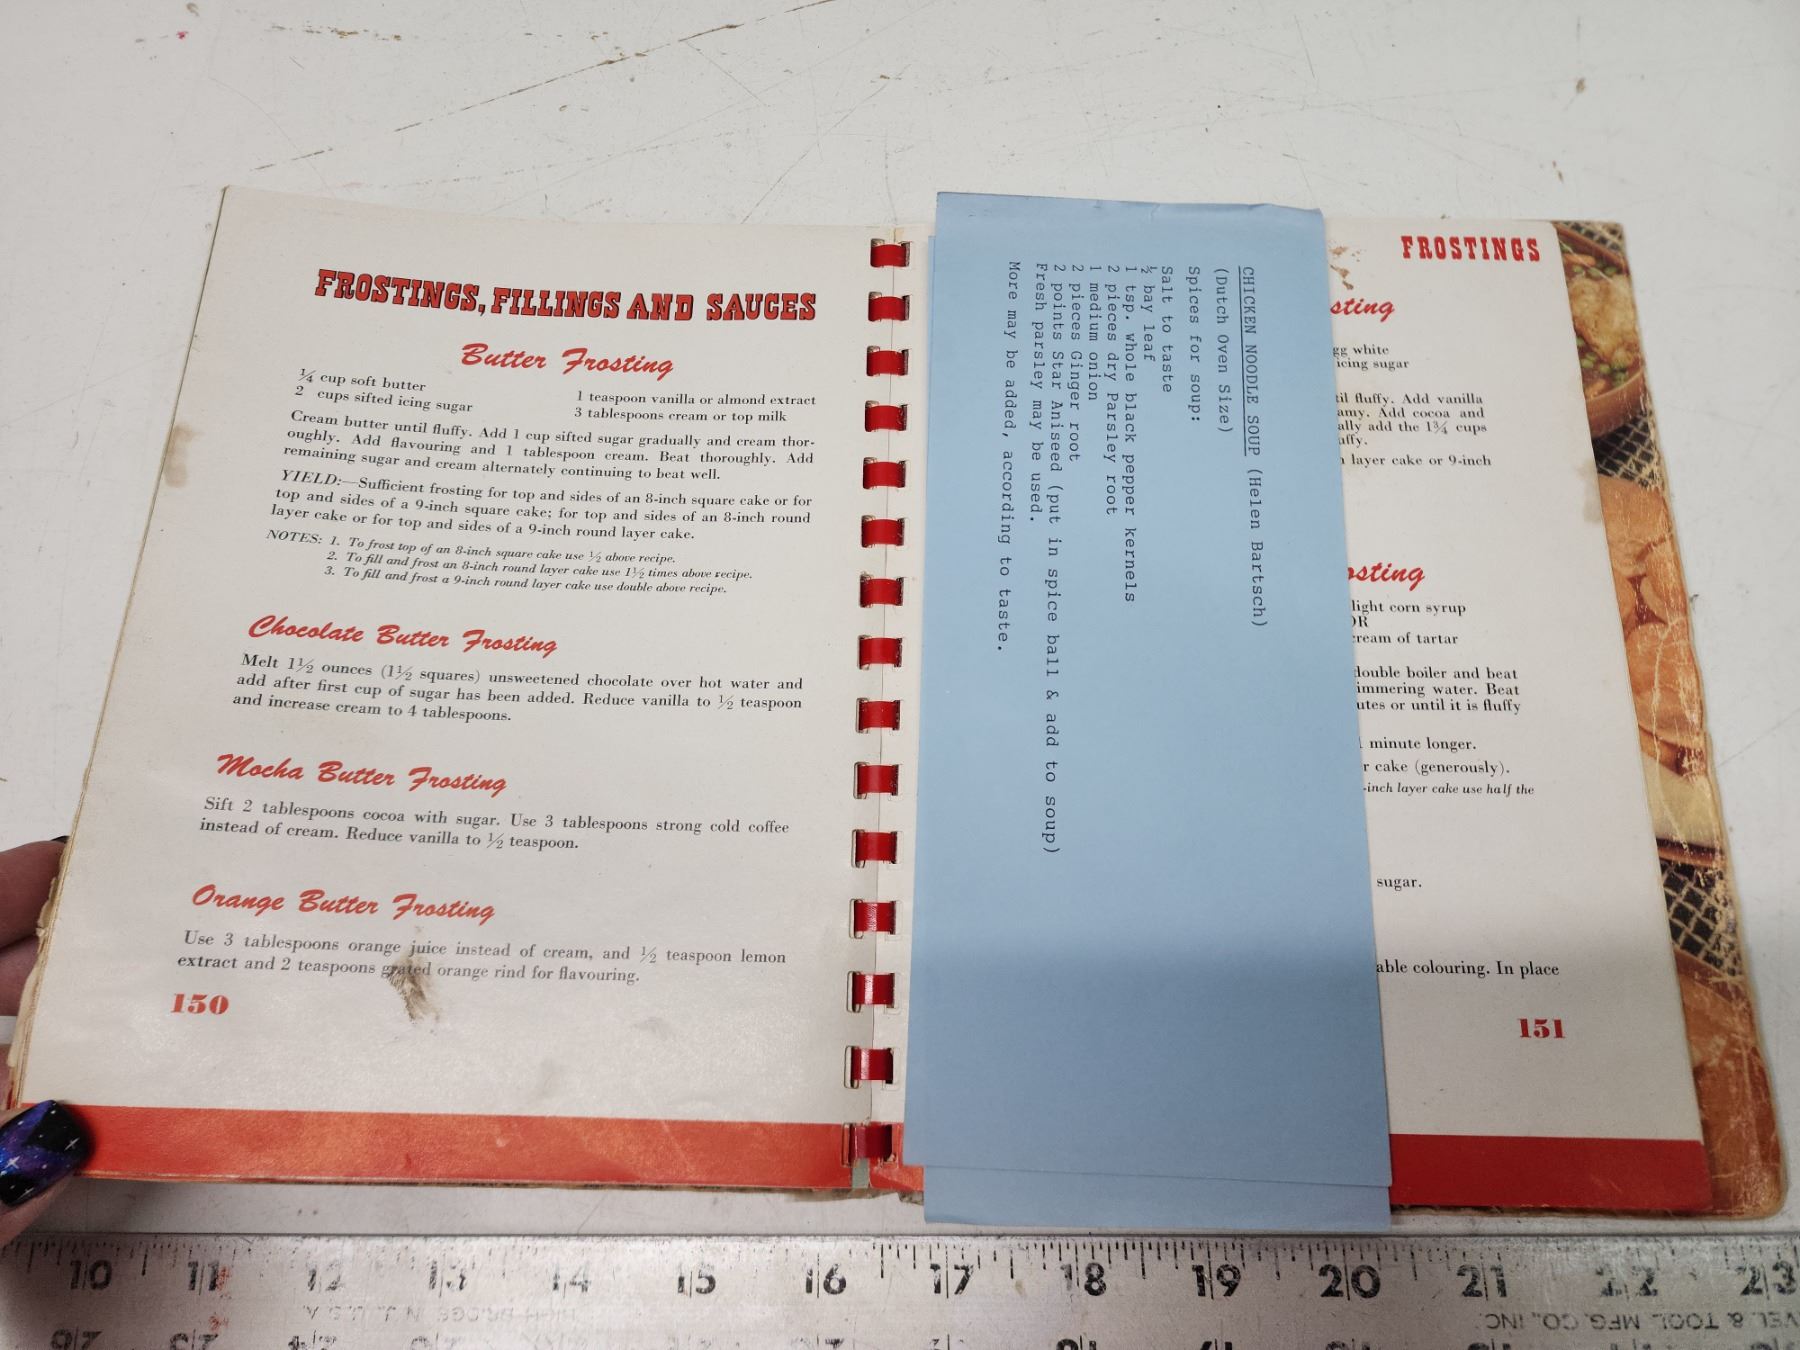 FROSTINGS, FILLINGS AND SAUCES
Butter Frosting
¼ cup soft butter
2 cups sifted icing sugar
1 teaspoon vanilla or almond extract
3 tablespoons cream or top milk
Cream butter until fluffy. Add 1 cup sifted sugar gradually and cream thor-
oughly. Add flavouring and 1 tablespoon cream. Beat thoroughly. Add
remaining sugar and cream alternately continuing to beat well.
YIELD:—Sufficient frosting for top and sides of an 8-inch square cake or for
top and sides of a 9-inch square cake; for top and sides of an 8-inch round
layer cake or for top and sides of a 9-inch round layer cake.
NOTES: 1. To frost top of an 8-inch square cake use ½ above recipe.
2. To fill and frost an 8-inch round layer cake use 1½ times above recipe.
3. To fill and frost a 9-inch round layer cake use double above recipe.
Chocolate Butter Frosting
Melt 1½ ounces (1½ squares) unsweetened chocolate over hot water and
add after first cup of sugar has been added. Reduce vanilla to ½ teaspoon
and increase cream to 4 tablespoons.
Mocha Butter Frosting
Sift 2 tablespoons cocoa with sugar. Use 3 tablespoons strong cold coffee
instead of cream. Reduce vanilla to ½ teaspoon.
Orange Butter Frosting
Use 3 tablespoons orange juice instead of cream, and ½ teaspoon lemon
extract and 2 teaspoons grated orange rind for flavouring.
150
CHICKEN NOODLE SOUP (Helen Bartsch)
(Dutch Oven Size)
Spices for soup:
Salt to taste
½ bay leaf
1 tsp. whole black pepper kernels
2 pieces dry Parsley root
1 medium onion
2 pieces Ginger root
2 points Star Aniseed (put in spice ball & add to soup)
Fresh parsley may be used.
More may be added, according to taste.
FROSTINGS
sting
gg white
icing sugar
til fluffy. Add vanilla
amy. Add cocoa and
ally add the 1¾ cups
uffy.
layer cake or 9-inch
osting
light corn syrup
OR
cream of tartar
double boiler and beat
immering water. Beat
utes or until it is fluffy
1 minute longer.
r cake (generously).
-inch layer cake use half the
sugar.
able colouring. In place
151
10 11 12 13 14 15 16 17 18 19 20 21 22 23
VEL & TOOL MFG. CO., INC.